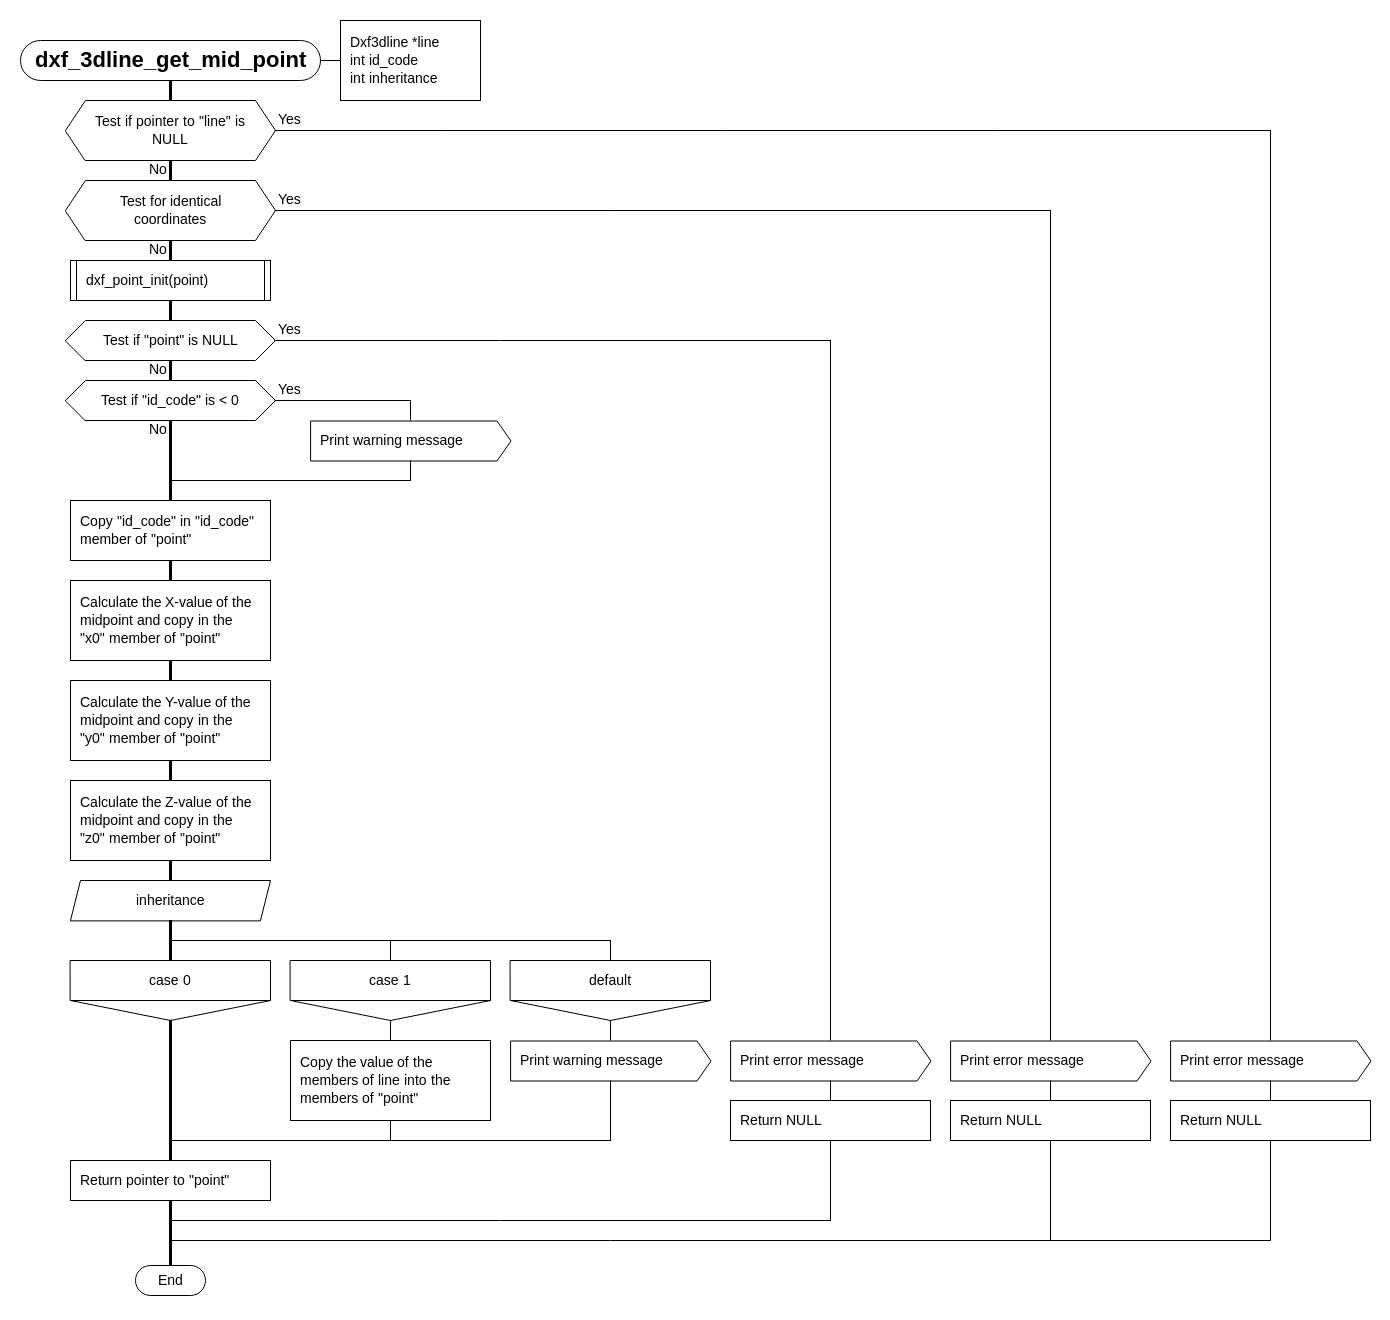 dxf_3dline_get_mid_point
Dxf3dline *line
int id_code
int inheritance
Test if pointer to "line" is
NULL
Yes
No
Test for identical
coordinates
Yes
No
dxf_point_init(point)
Test if "point" is NULL
Yes
No
Test if "id_code" is < 0
Yes
No
Print warning message
Copy "id_code" in "id_code"
member of "point"
Calculate the X-value of the
midpoint and copy in the
"x0" member of "point"
Calculate the Y-value of the
midpoint and copy in the
"y0" member of "point"
Calculate the Z-value of the
midpoint and copy in the
"z0" member of "point"
inheritance
case 0
case 1
default
Copy the value of the
members of line into the
members of "point"
Print warning message
Print error message
Print error message
Print error message
Return NULL
Return NULL
Return NULL
Return pointer to "point"
End